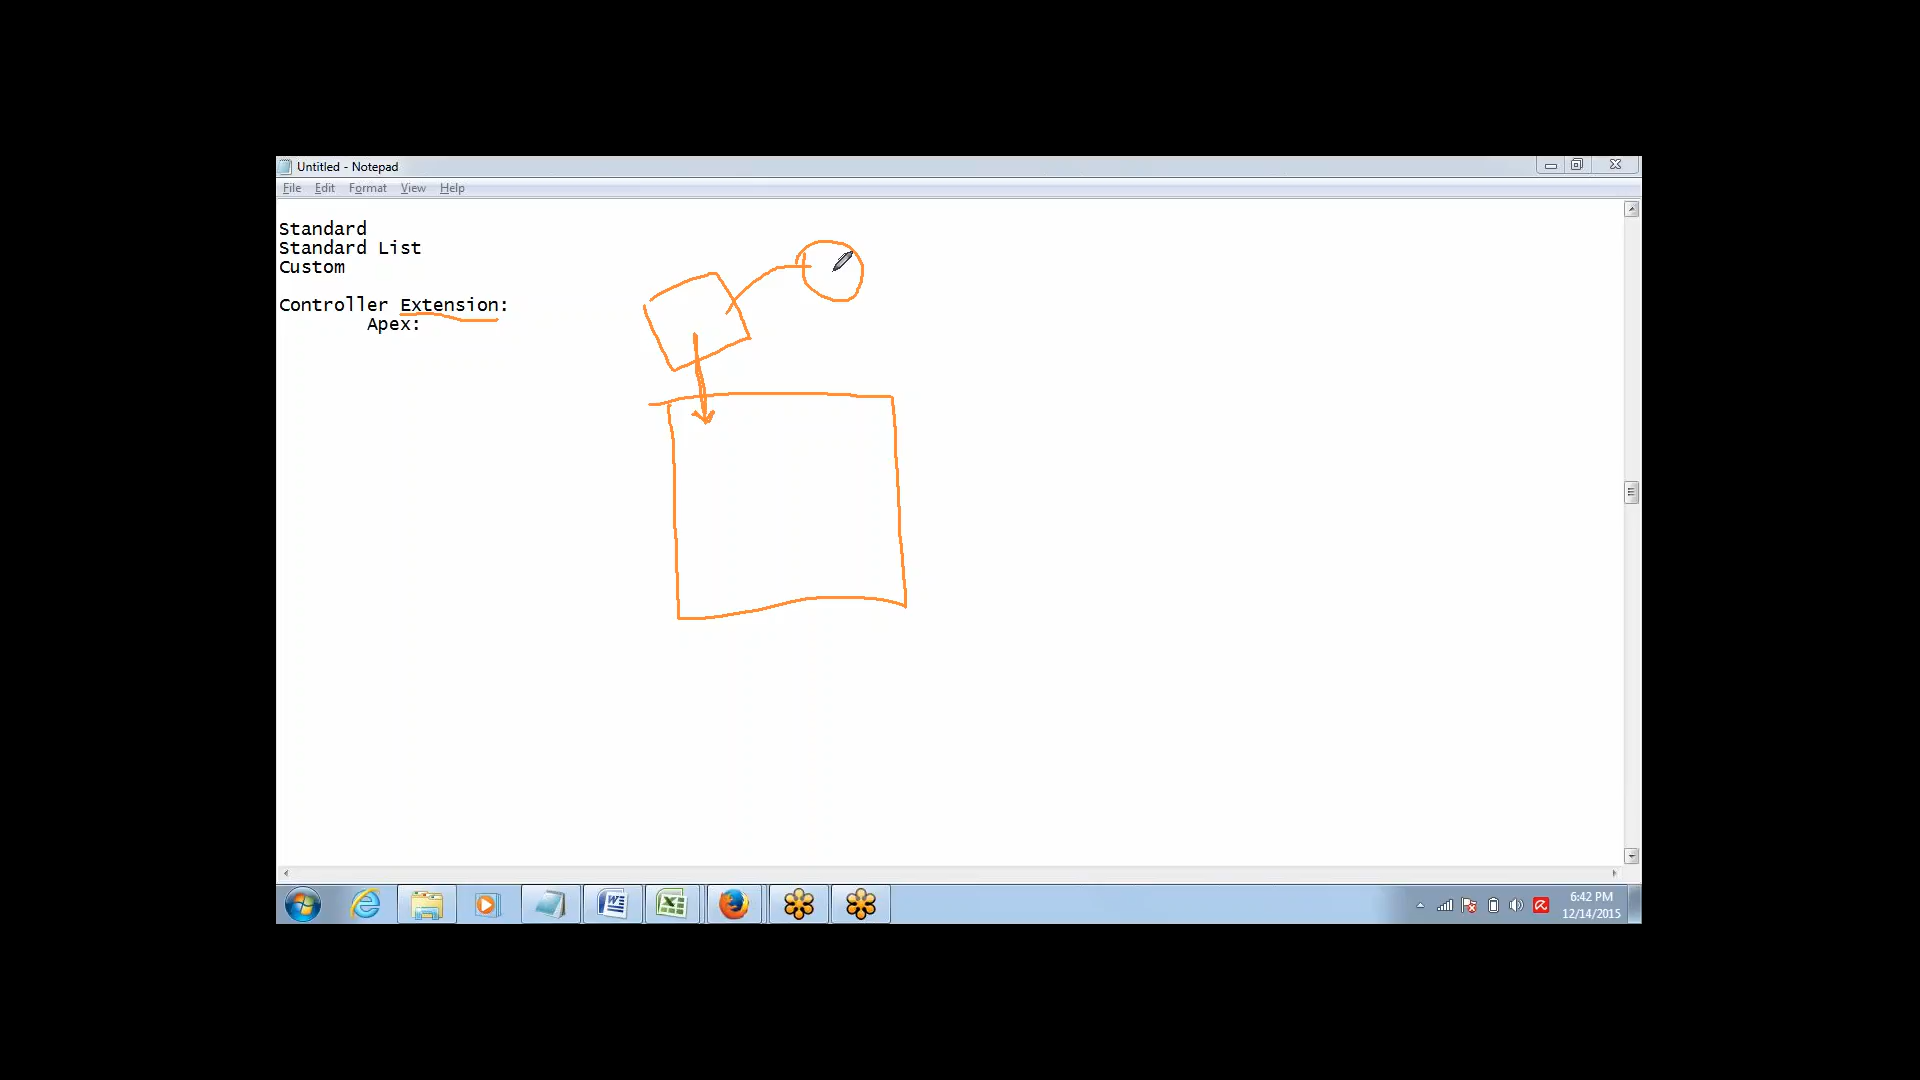 Untitled - Notepad
File Edit Format View Help
Standard
Standard List
Custom
Controller Extension:
Apex:
6:42 PM
12/14/2015